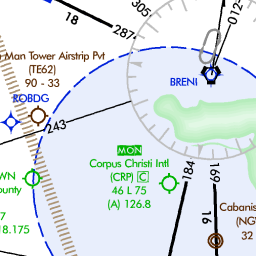 18
287
305
012
n Man Tower Airstrip Pvt
(TE62)
90 - 33
BRENI
ROBDG
243
MON
Corpus Christi Intl
(CRP) C
46 L 75
(A) 126.8
184
169
16
WN
ounty
7
18.175
Cabanis
(NG
32